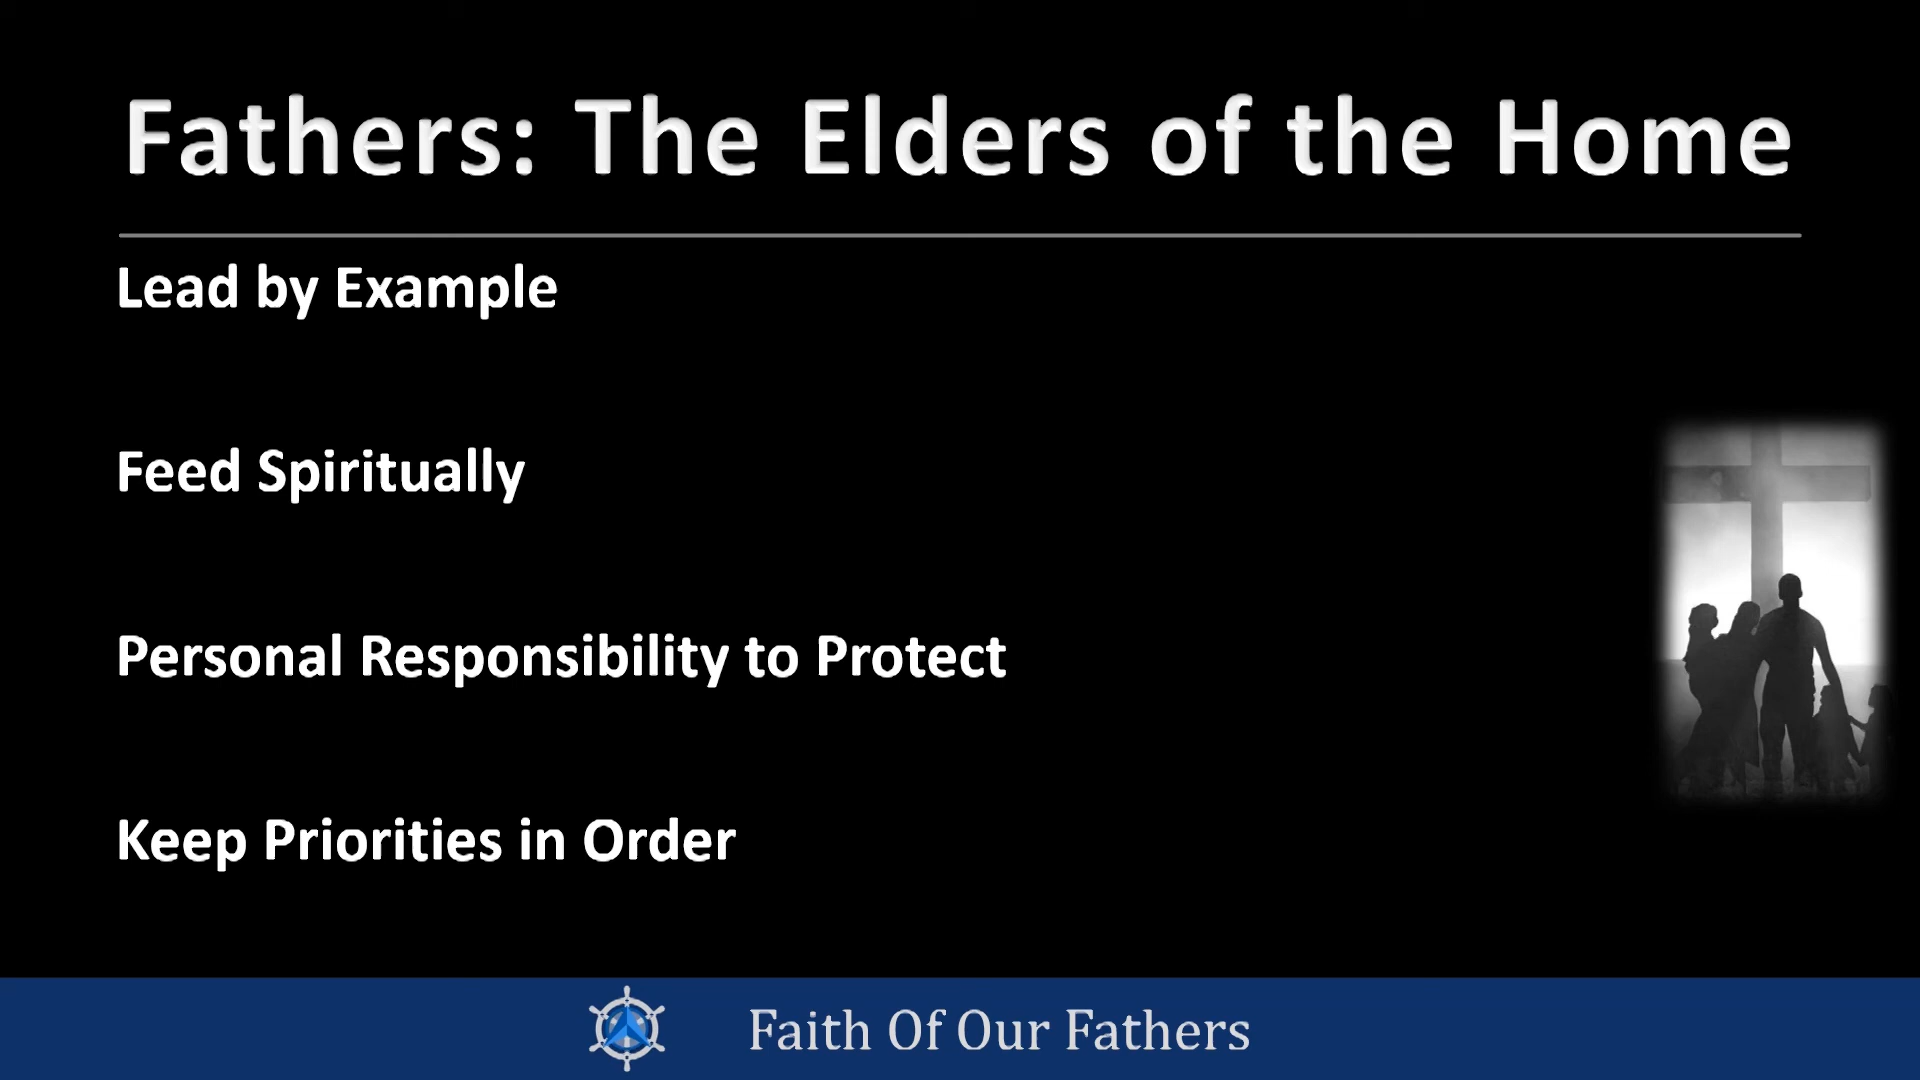 Fathers: The Elders of the Home
Lead by Example
Feed Spiritually
Personal Responsibility to Protect
Keep Priorities in Order
Faith Of Our Fathers